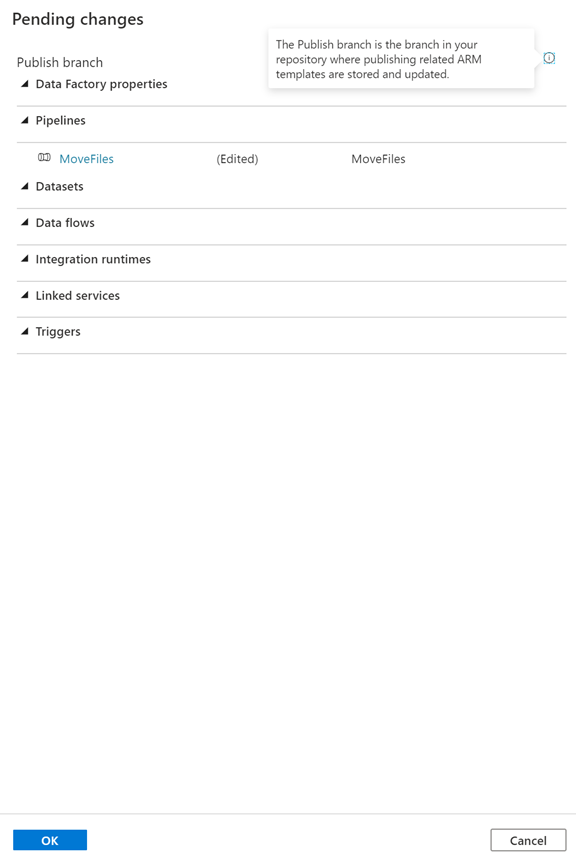 Pending changes
The Publish branch is the branch in your
repository where publishing related ARM
templates are stored and updated.
Publish branch
Data Factory properties
Pipelines
MoveFiles (Edited) MoveFiles
Datasets
Data flows
Integration runtimes
Linked services
Triggers
OK Cancel